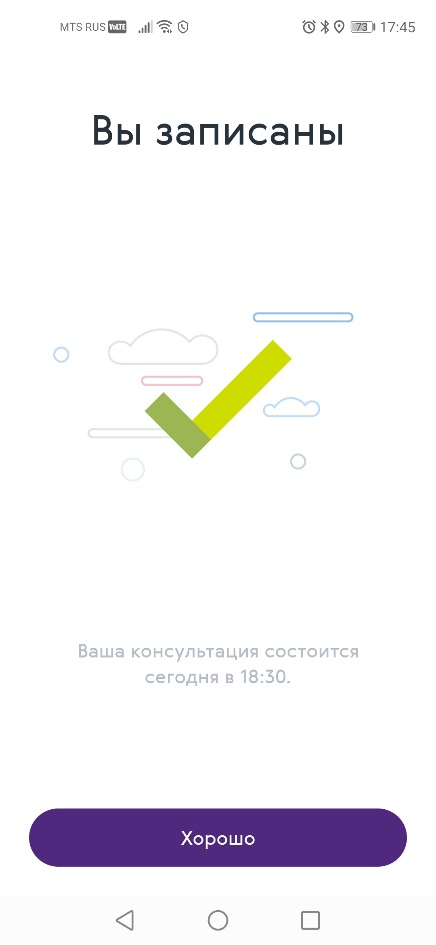 MTS RUS VoLTE 73 17:45
Вы записаны
Ваша консультация состоится
сегодня в 18:30.
Хорошо